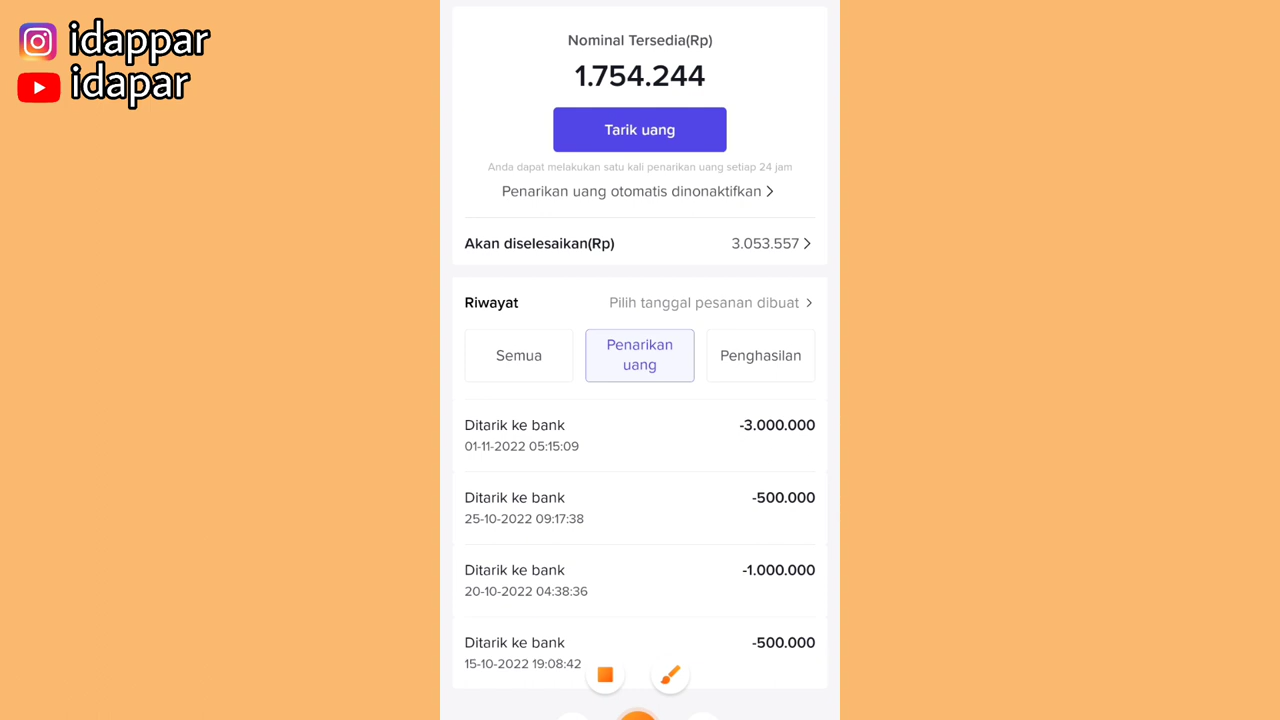 idappar
idapar
Nominal Tersedia(Rp)
1.754.244
Tarik uang
Anda dapat melakukan satu kali penarikan uang setiap 24 jam
Penarikan uang otomatis dinonaktifkan
Akan diselesaikan(Rp) 3.053.557
Riwayat Pilih tanggal pesanan dibuat
Semua Penarikan uang Penghasilan
Ditarik ke bank -3.000.000
01-11-2022 05:15:09
Ditarik ke bank -500.000
25-10-2022 09:17:38
Ditarik ke bank -1.000.000
20-10-2022 04:38:36
Ditarik ke bank -500.000
15-10-2022 19:08:42